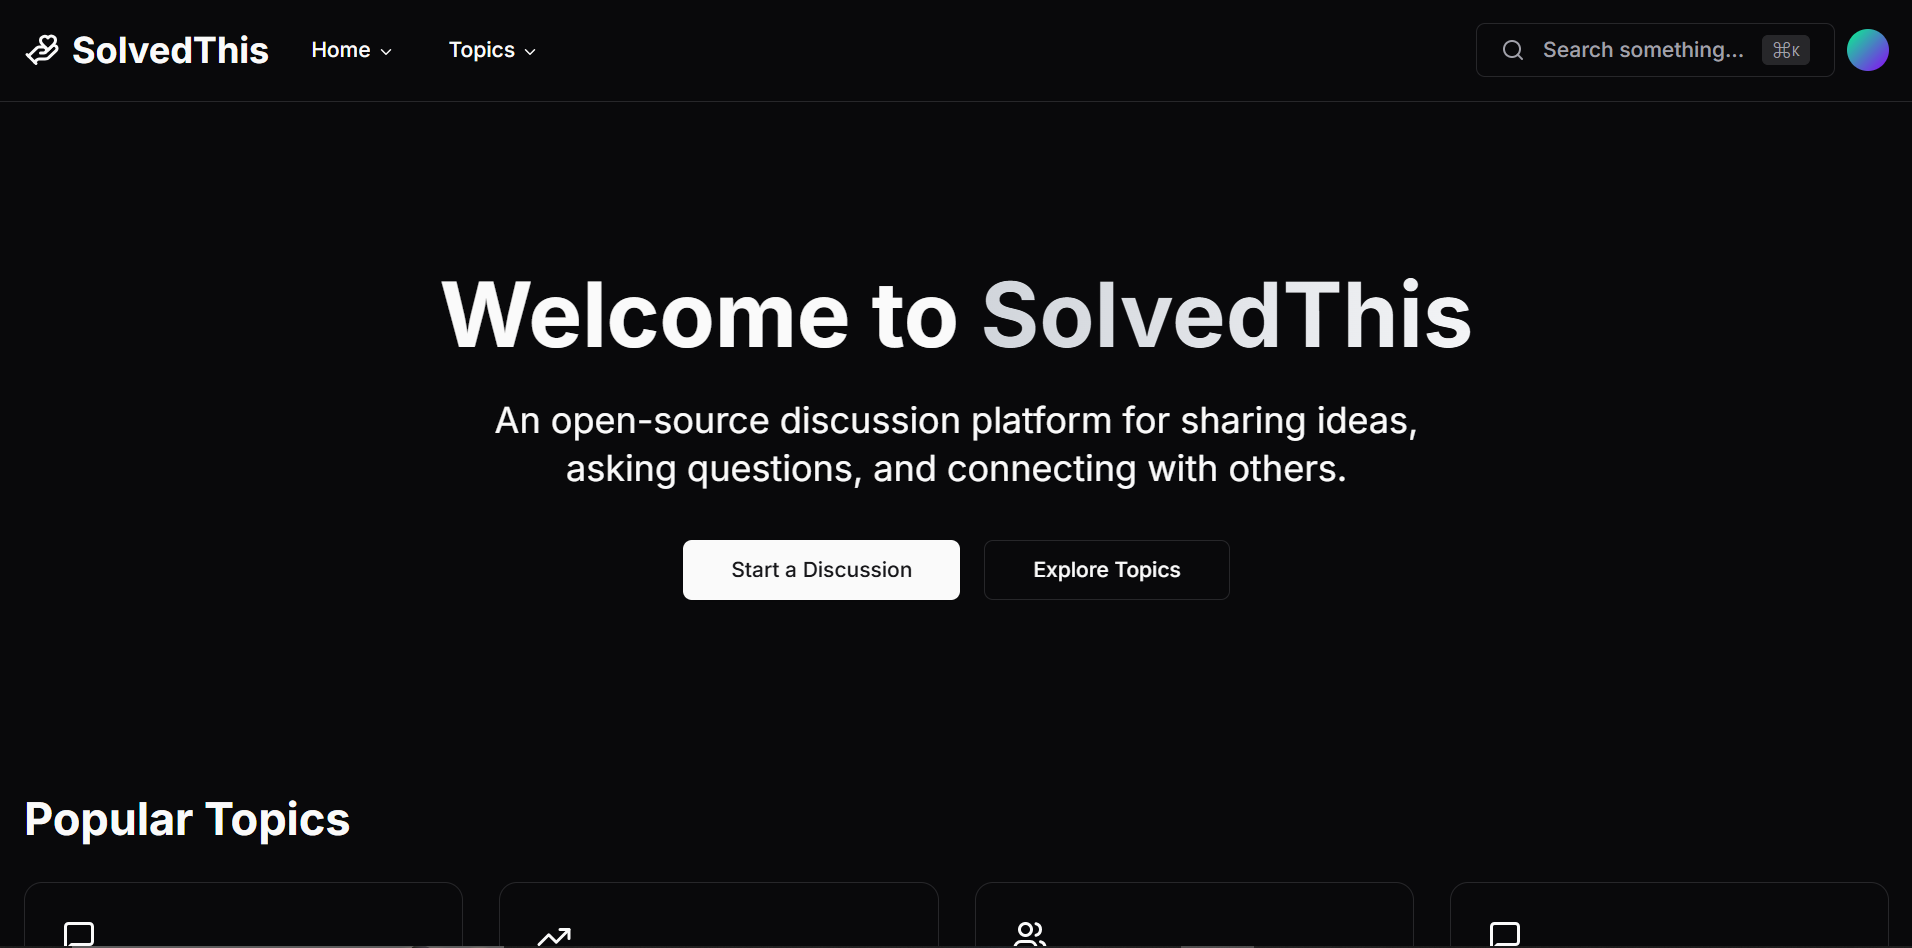 SolvedThis
Home
Topics
Search something...
⌘K
Welcome to SolvedThis
An open-source discussion platform for sharing ideas,
asking questions, and connecting with others.
Start a Discussion
Explore Topics
Popular Topics